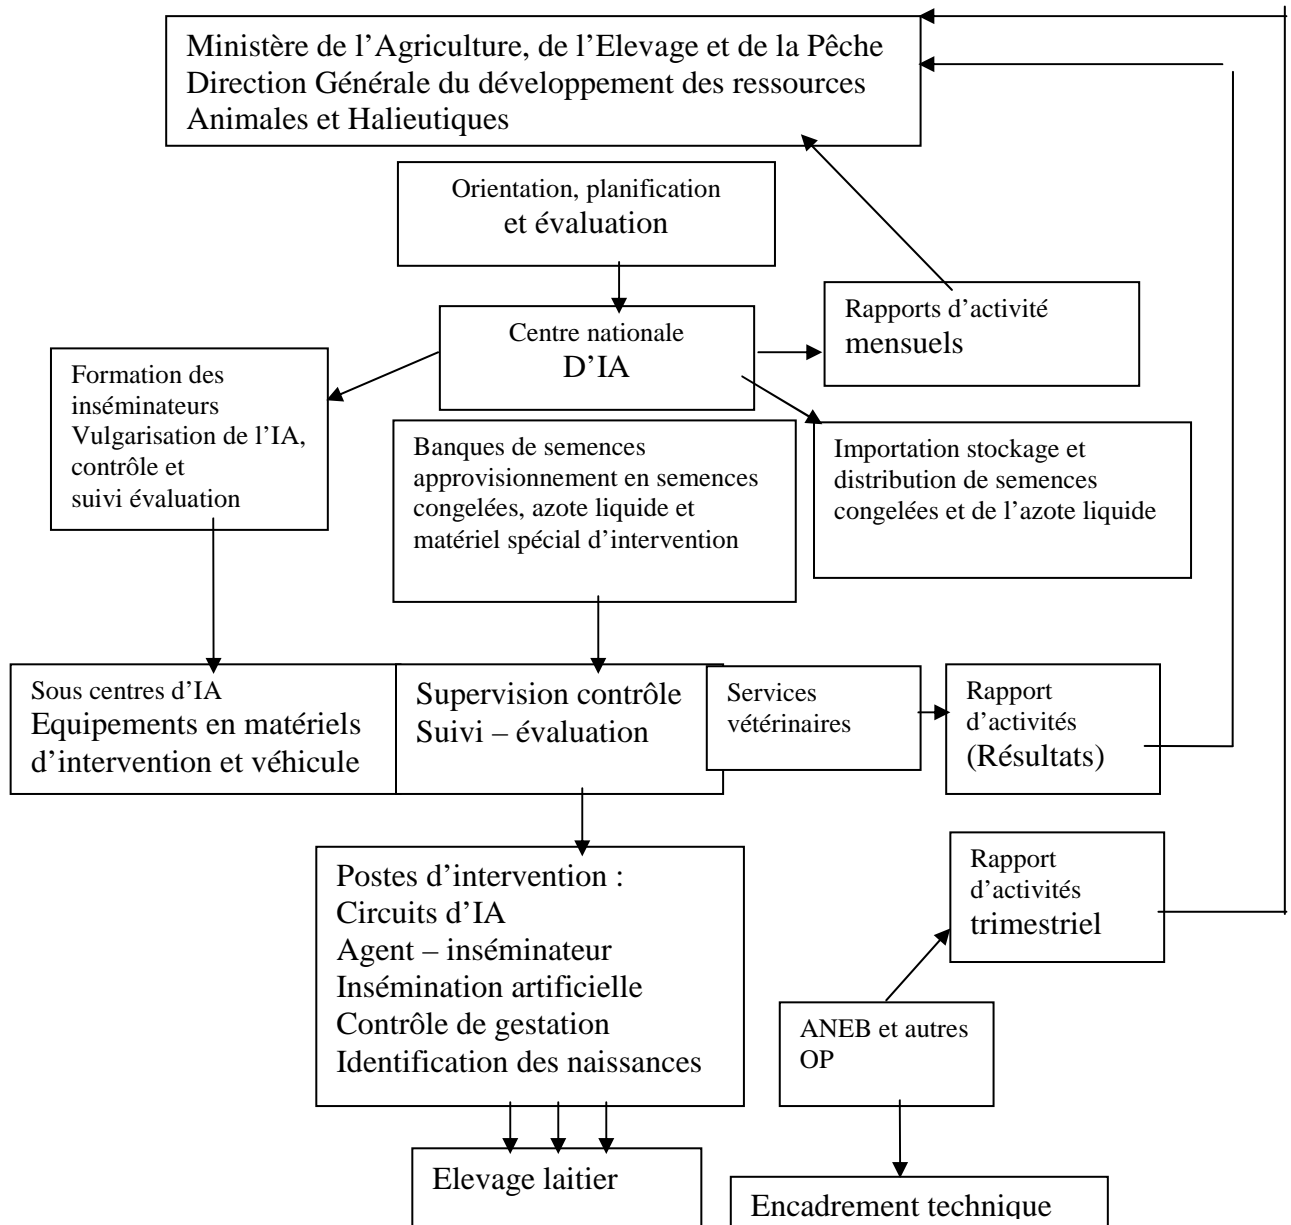 Ministère de l’Agriculture, de l’Elevage et de la Pêche
Direction Générale du développement des ressources
Animales et Halieutiques
Orientation, planification
et évaluation
Centre nationale
D’IA
Rapports d’activité
mensuels
Formation des
inséminateurs
Vulgarisation de l’IA,
contrôle et
suivi évaluation
Banques de semences
approvisionnement en semences
congelées, azote liquide et
matériel spécial d’intervention
Importation stockage et
distribution de semences
congelées et de l’azote liquide
Sous centres d’IA
Equipements en matériels
d’intervention et véhicule
Supervision contrôle
Suivi – évaluation
Services
vétérinaires
Rapport
d’activités
(Résultats)
Postes d’intervention :
Circuits d’IA
Agent – inséminateur
Insémination artificielle
Contrôle de gestation
Identification des naissances
Rapport
d’activités
trimestriel
ANEB et autres
OP
Elevage laitier
Encadrement technique